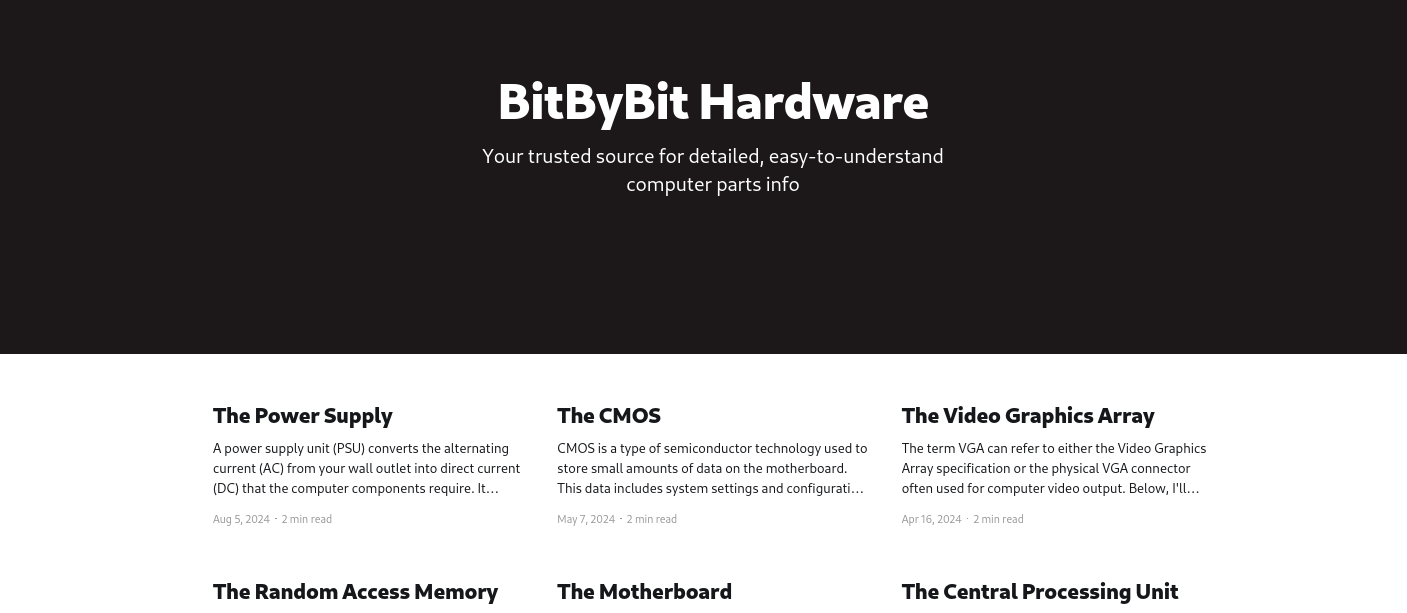 BitByBit Hardware
Your trusted source for detailed, easy-to-understand
computer parts info
The Power Supply
A power supply unit (PSU) converts the alternating
current (AC) from your wall outlet into direct current
(DC) that the computer components require. It...
Aug 5, 2024 · 2 min read
The CMOS
CMOS is a type of semiconductor technology used to
store small amounts of data on the motherboard.
This data includes system settings and configurati...
May 7, 2024 · 2 min read
The Video Graphics Array
The term VGA can refer to either the Video Graphics
Array specification or the physical VGA connector
often used for computer video output. Below, I'll...
Apr 16, 2024 · 2 min read
The Random Access Memory
The Motherboard
The Central Processing Unit